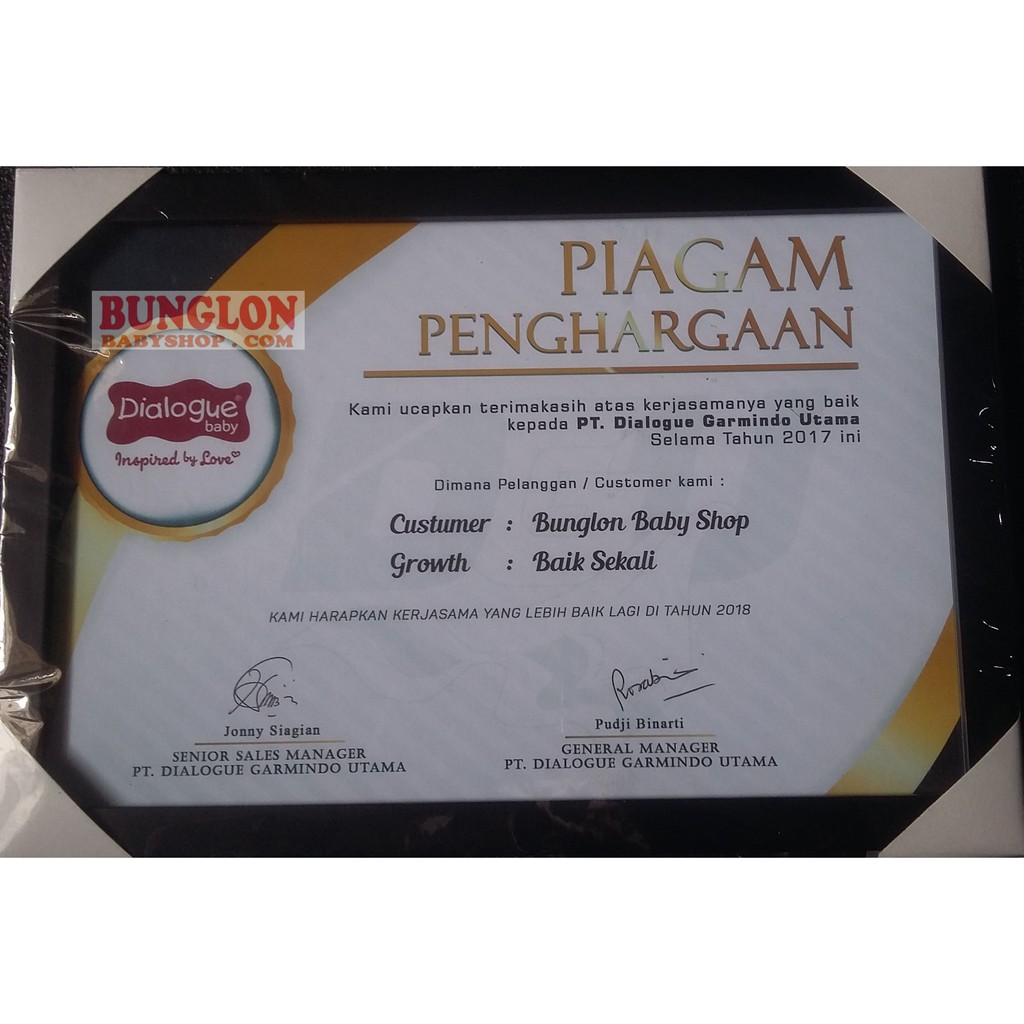 PIAGAM
PENGHARGAAN
BUNGLON
BABYSHOP . COM
Dialogue®
baby
Inspired by Love
Kami ucapkan terimakasih atas kerjasamanya yang baik
kepada PT. Dialogue Garmindo Utama
Selama Tahun 2017 ini
Dimana Pelanggan / Customer kami :
Custumer : Bunglon Baby Shop
Growth : Baik Sekali
KAMI HARAPKAN KERJASAMA YANG LEBIH BAIK LAGI DI TAHUN 2018
Jonny Siagian
SENIOR SALES MANAGER
PT. DIALOGUE GARMINDO UTAMA
Pudji Binarti
GENERAL MANAGER
PT. DIALOGUE GARMINDO UTAMA